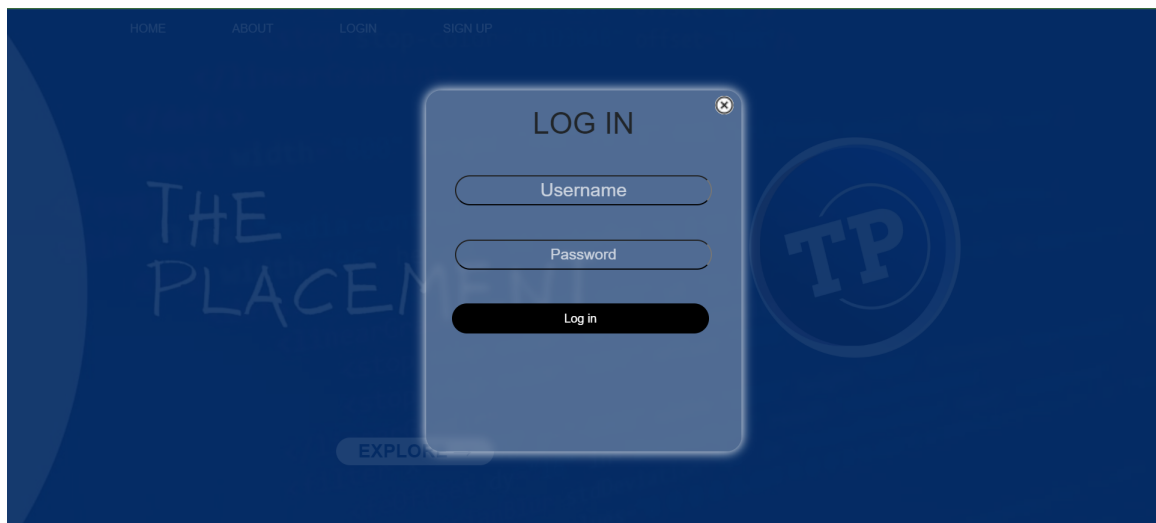 HOME ABOUT LOGIN SIGN UP
LOG IN
Username
Password
Log in
THE
PLACEMENT
TP
EXPLORE